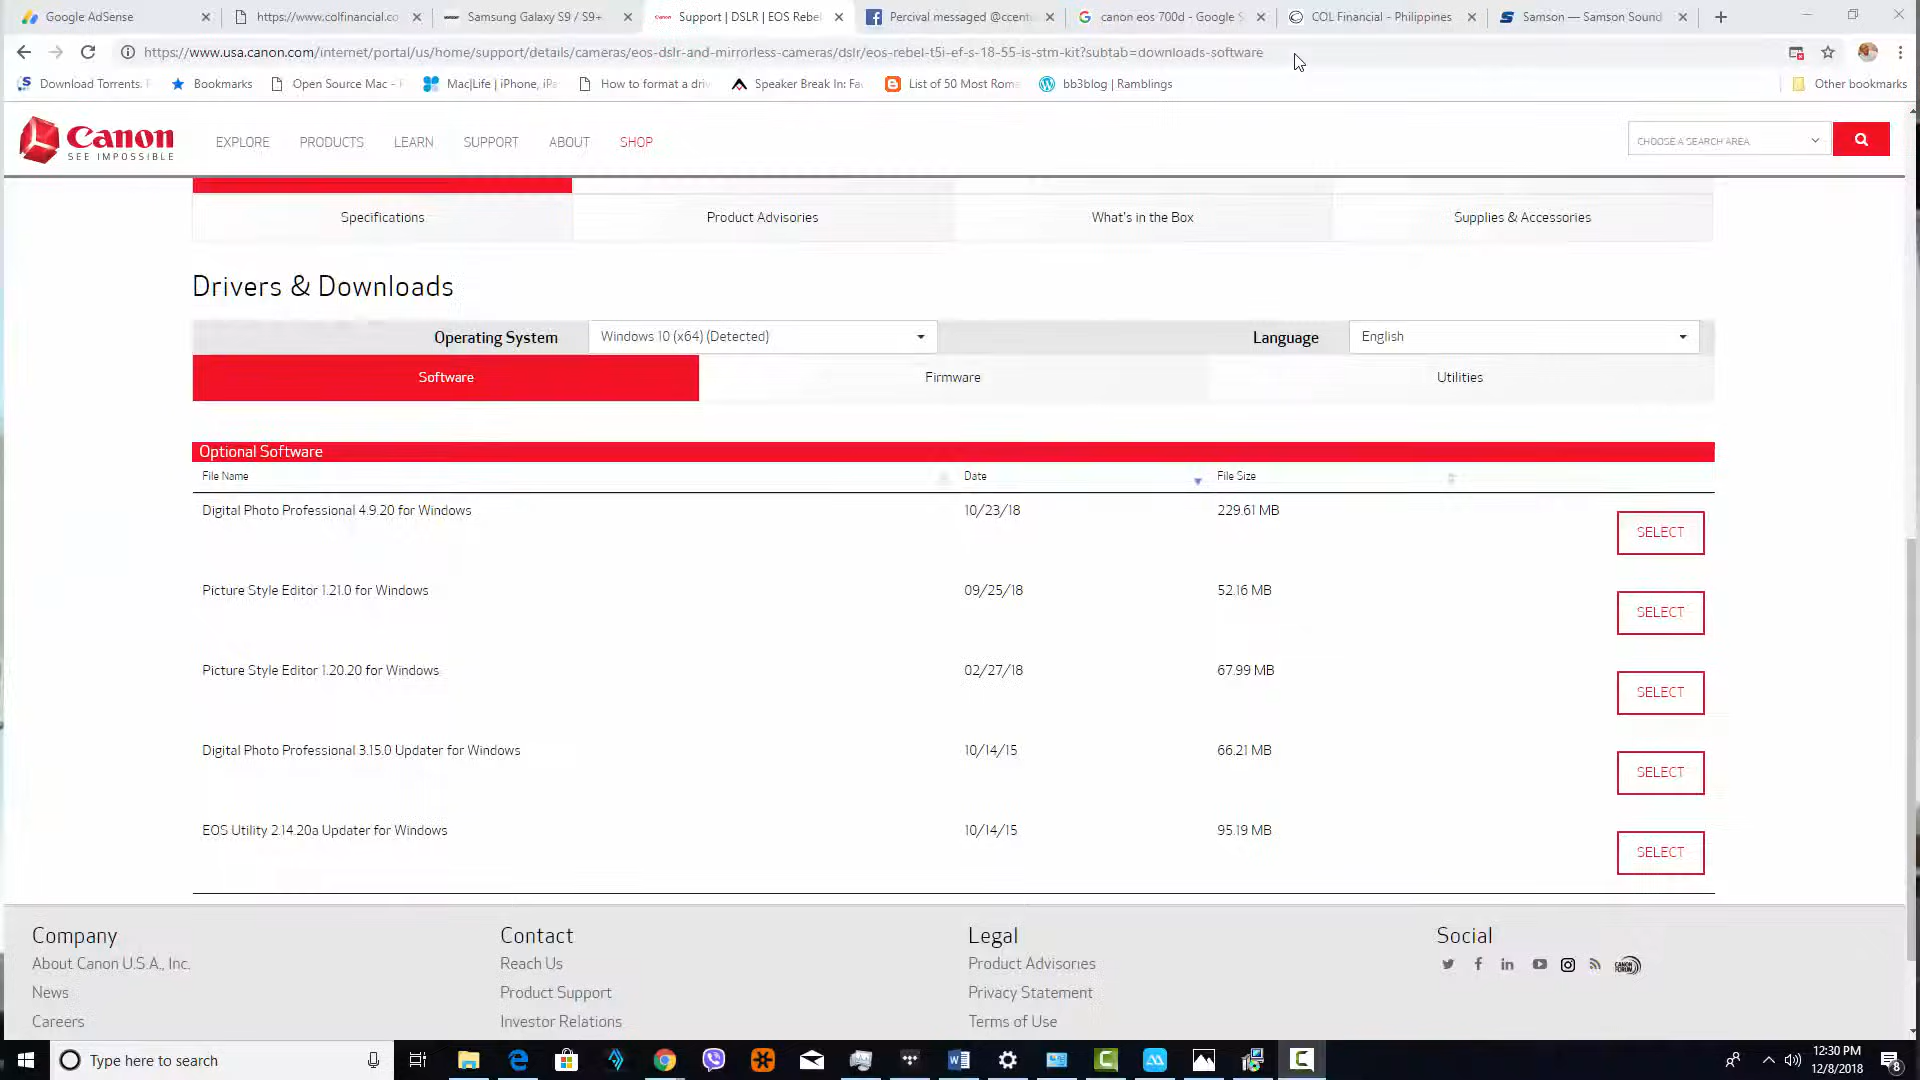 Google AdSense
https://www.colfinancial.co
Samsung Galaxy S9 / S9+
Support | DSLR | EOS Rebel
Percival messaged @ccent
canon eos 700d - Google S
COL Financial - Philippines
Samson — Samson Sound
https://www.usa.canon.com/internet/portal/us/home/support/details/cameras/eos-dslr-and-mirrorless-cameras/dslr/eos-rebel-t5i-ef-s-18-55-is-stm-kit?subtab=downloads-software
Download Torrents.
Bookmarks
Open Source Mac -
Mac|Life | iPhone, iPa
How to format a driv
Speaker Break In: Fa
List of 50 Most Rom
bb3blog | Ramblings
Other bookmarks
Canon
SEE IMPOSSIBLE
EXPLORE
PRODUCTS
LEARN
SUPPORT
ABOUT
SHOP
CHOOSE A SEARCH AREA
Specifications
Product Advisories
What's in the Box
Supplies & Accessories
Drivers & Downloads
Operating System
Windows 10 (x64) (Detected)
Language
English
Software
Firmware
Utilities
Optional Software
File Name
Date
File Size
Digital Photo Professional 4.9.20 for Windows
10/23/18
229.61 MB
SELECT
Picture Style Editor 1.21.0 for Windows
09/25/18
52.16 MB
SELECT
Picture Style Editor 1.20.20 for Windows
02/27/18
67.99 MB
SELECT
Digital Photo Professional 3.15.0 Updater for Windows
10/14/15
66.21 MB
SELECT
EOS Utility 2.14.20a Updater for Windows
10/14/15
95.19 MB
SELECT
Company
About Canon U.S.A., Inc.
News
Careers
Contact
Reach Us
Product Support
Investor Relations
Legal
Product Advisories
Privacy Statement
Terms of Use
Social
Type here to search
12:30 PM
12/8/2018
8